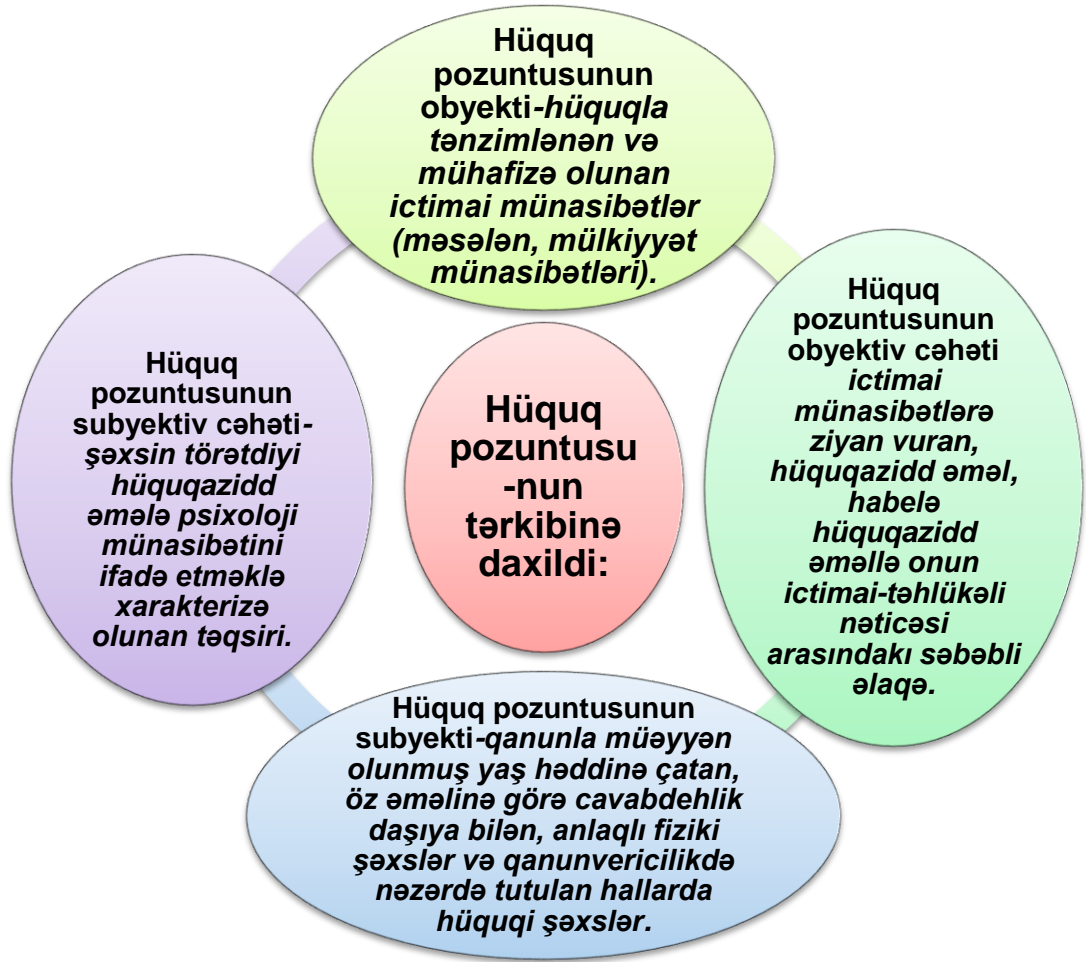 Hüquq
pozuntusunun
obyekti-hüquqla
tənzimlənən və
mühafizə olunan
ictimai münasibətlər
(məsələn, mülkiyyət
münasibətləri).
Hüquq
pozuntusunun
obyektiv cəhəti
ictimai
münasibətlərə
ziyan vuran,
hüquqazidd əməl,
habelə
hüquqazidd
əməllə onun
ictimai-təhlükəli
nəticəsi
arasındakı səbəbli
əlaqə.
Hüquq pozuntusunun
subyekti-qanunla müəyyən
olunmuş yaş həddinə çatan,
öz əməlinə görə cavabdehlik
daşıya bilən, anlaqlı fiziki
şəxslər və qanunvericilikdə
nəzərdə tutulan hallarda
hüquqi şəxslər.
Hüquq
pozuntusunun
subyektiv cəhəti-
şəxsin törətdiyi
hüquqazidd
əmələ psixoloji
münasibətini
ifadə etməklə
xarakterizə
olunan təqsiri.
Hüquq
pozuntusu
-nun
tərkibinə
daxildi: